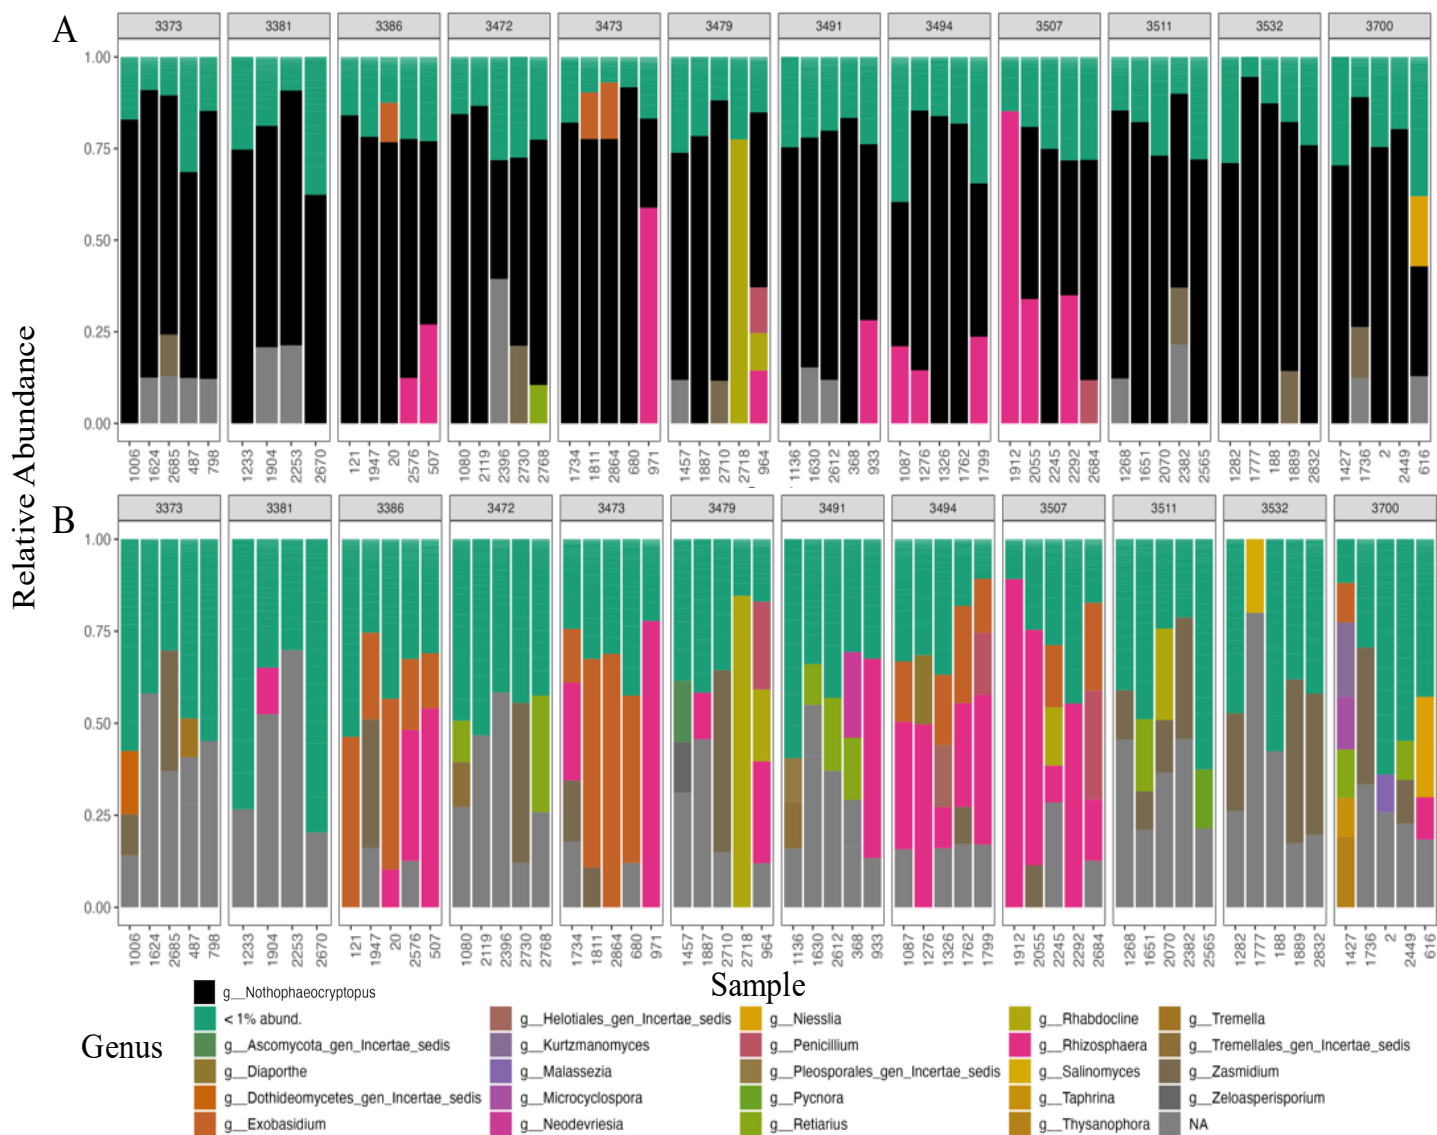 A
3373 3381 3386 3472 3473 3479 3491 3494 3507 3511 3532 3700
1.00
0.75
0.50
0.25
0.00
1006 1624 2685 487 798 1233 1904 2253 2670 121 1947 20 2576 507 1080 2119 2396 2730 2768 1734 1811 2864 680 971 1457 1887 2710 2718 964 1136 1630 2612 368 933 1087 1276 1326 1762 1799 1912 2055 2245 2292 2684 1268 1651 2070 2382 2565 1282 1777 188 1889 2832 1427 1736 2 2449 616
Relative Abundance
B
3373 3381 3386 3472 3473 3479 3491 3494 3507 3511 3532 3700
1.00
0.75
0.50
0.25
0.00
1006 1624 2685 487 798 1233 1904 2253 2670 121 1947 20 2576 507 1080 2119 2396 2730 2768 1734 1811 2864 680 971 1457 1887 2710 2718 964 1136 1630 2612 368 933 1087 1276 1326 1762 1799 1912 2055 2245 2292 2684 1268 1651 2070 2382 2565 1282 1777 188 1889 2832 1427 1736 2 2449 616
Sample
Genus
g__Nothophaeocryptopus
< 1% abund.
g__Ascomycota_gen_Incertae_sedis
g__Diaporthe
g__Dothideomycetes_gen_Incertae_sedis
g__Exobasidium
g__Helotiales_gen_Incertae_sedis
g__Kurtzmanomyces
g__Malassezia
g__Microcyclospora
g__Neodevriesia
g__Niesslia
g__Penicillium
g__Pleosporales_gen_Incertae_sedis
g__Pycnora
g__Retiarius
g__Rhabdocline
g__Rhizosphaera
g__Salinomyces
g__Taphrina
g__Thysanophora
g__Tremella
g__Tremellales_gen_Incertae_sedis
g__Zasmidium
g__Zeloasperisporium
NA